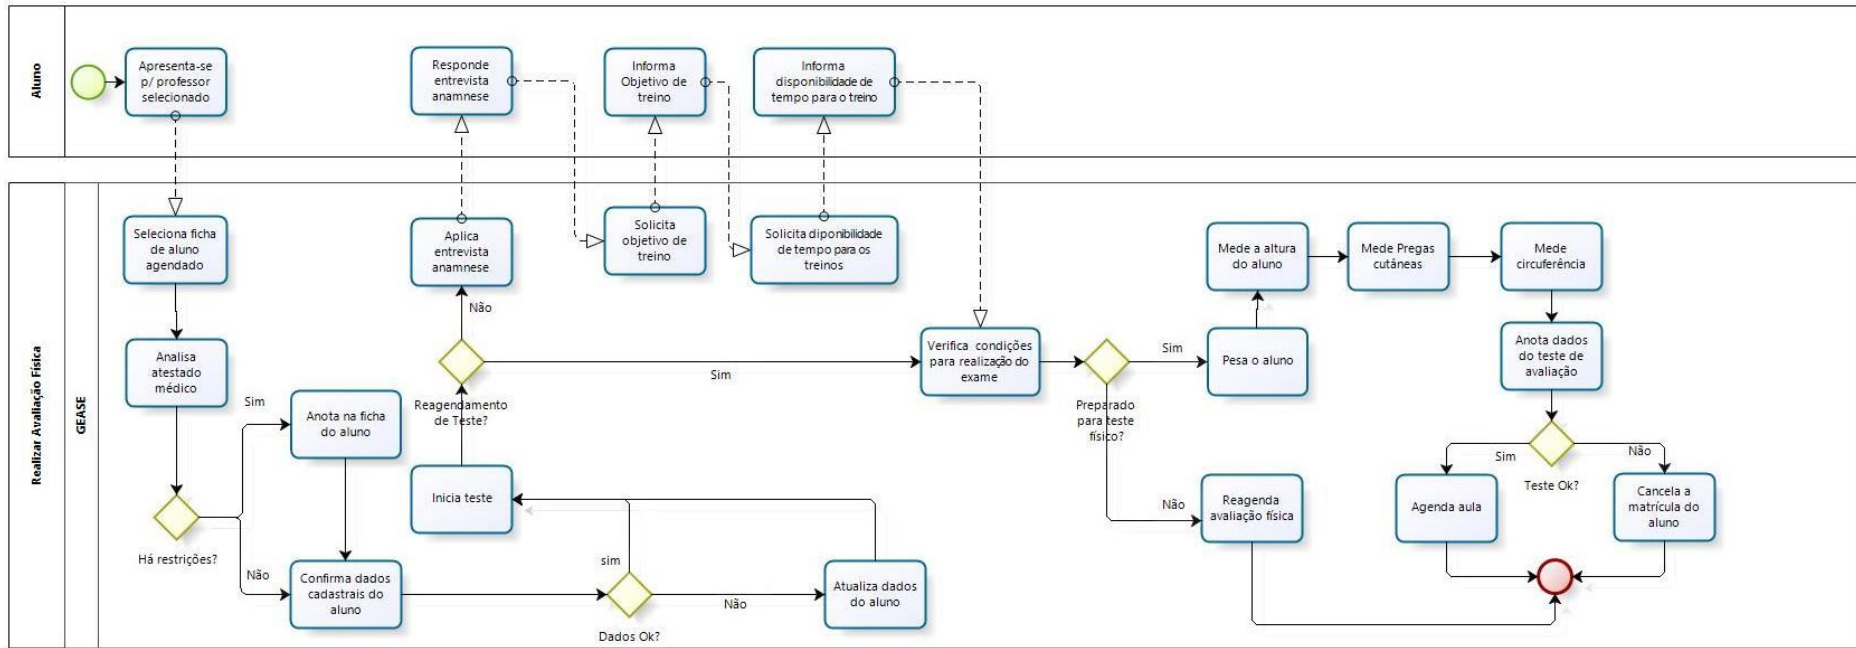 Aluno
Apresenta-se
p/ professor
selecionado
Responde
entrevista
anamnese
Informa
Objetivo de
treino
Informa
disponibilidade de
tempo para o treino
Realizar Avaliação Física
GEASE
Seleciona ficha
de aluno
agendado
Aplica
entrevista
anamnese
Solicita
objetivo de
treino
Solicita diponibilidade
de tempo para os
treinos
Mede a altura
do aluno
Mede Pregas
cutâneas
Mede
circuferência
Não
Analisa
atestado
médico
Sim
Verifica condições
para realização do
exame
Sim
Pesa o aluno
Anota dados
do teste de
avaliação
Sim
Anota na ficha
do aluno
Reagendamento
de Teste?
Preparado
para teste
físico?
Inicia teste
Não
Reagenda
avaliação física
Sim
Não
Teste Ok?
Agenda aula
Cancela a
matrícula do
aluno
Há restrições?
Não
Confirma dados
cadastrais do
aluno
sim
Não
Dados Ok?
Atualiza dados
do aluno